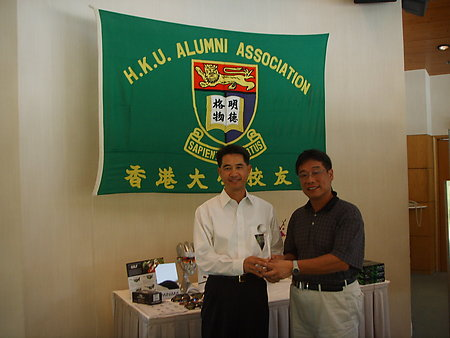 H.K.U. ALUMNI ASSOCIATION
明德
格物
香港大 校友